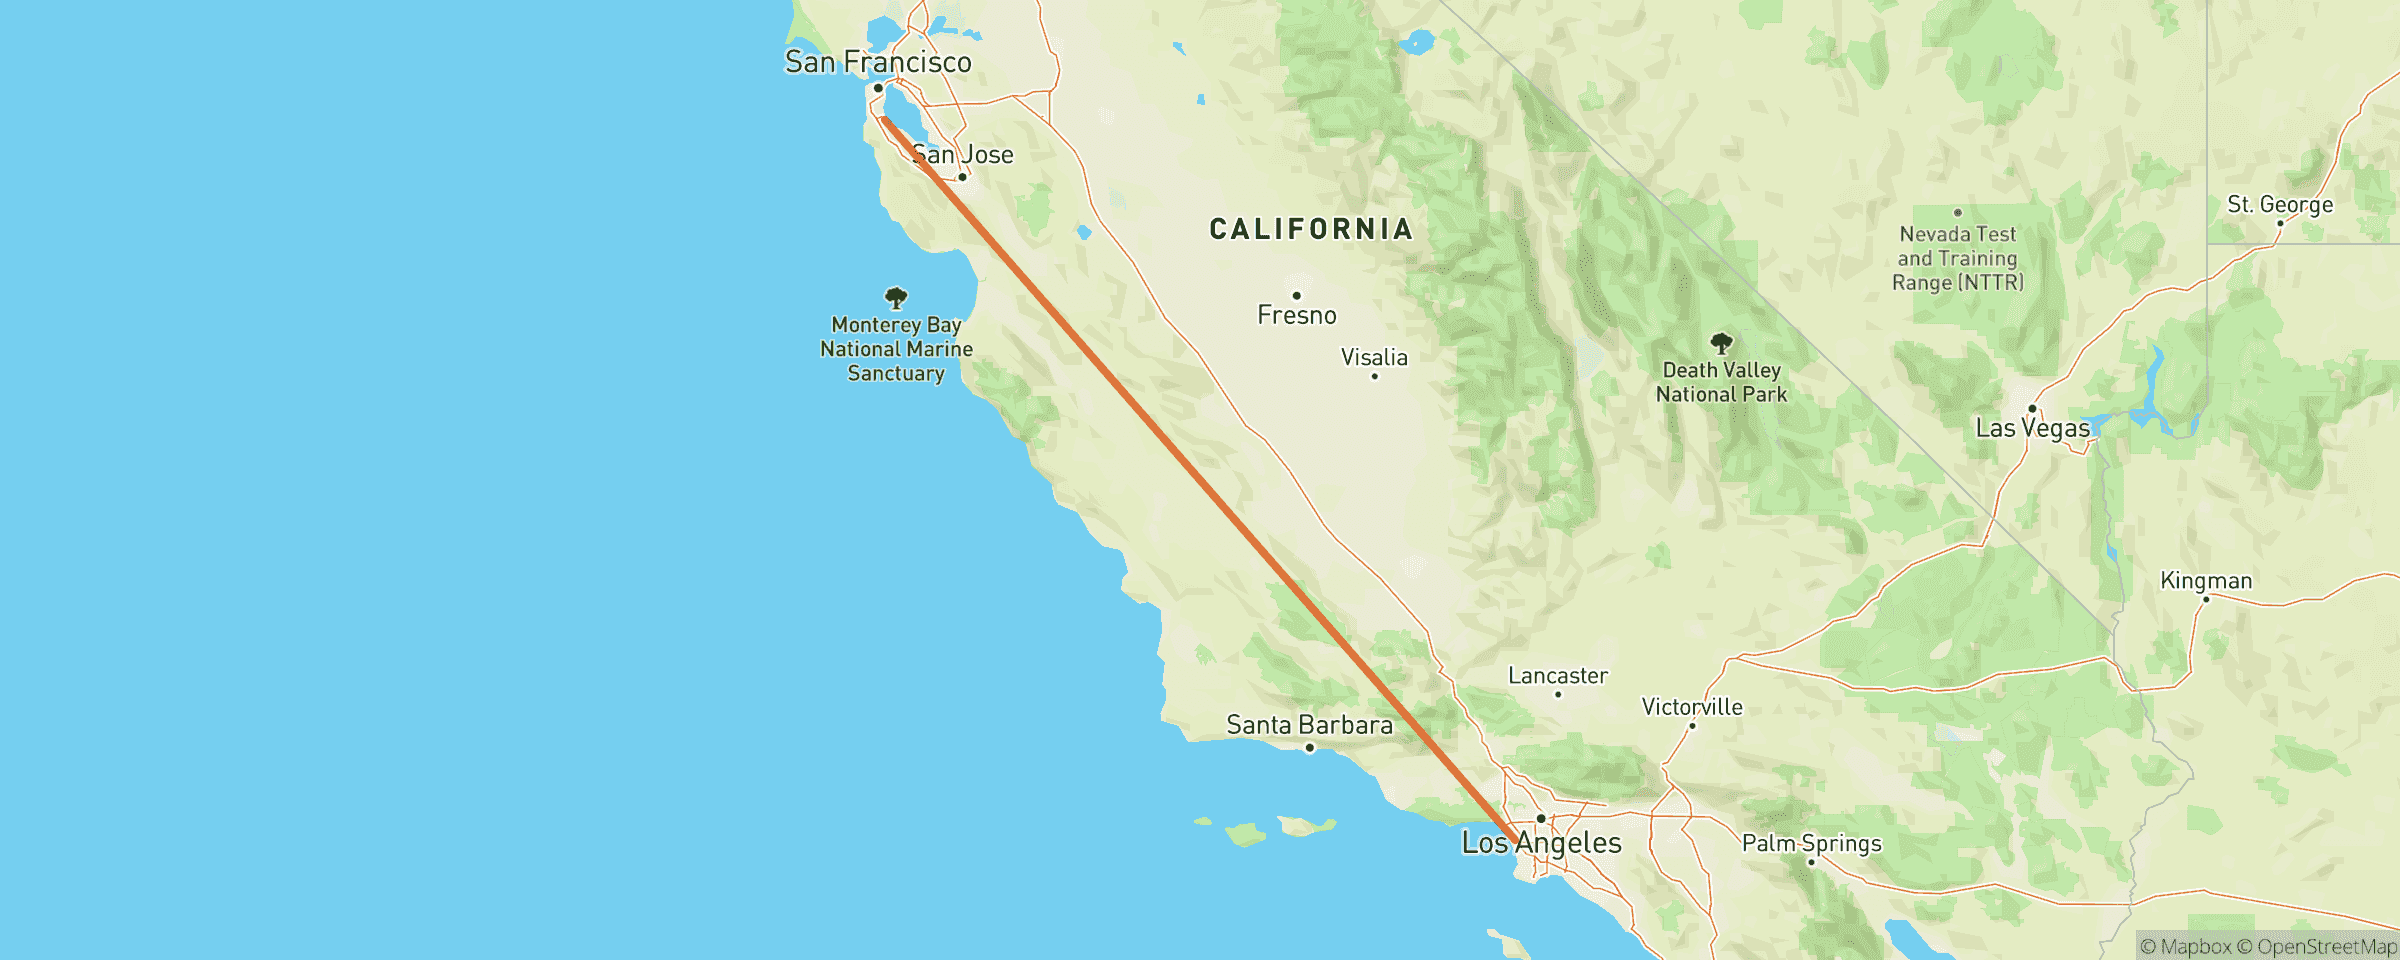 San Francisco
San Jose
CALIFORNIA
St. George
Nevada Test
and Training
Range (NTTR)
Monterey Bay
National Marine
Sanctuary
Fresno
Visalia
Death Valley
National Park
Las Vegas
Kingman
Lancaster
Victorville
Santa Barbara
Los Angeles
Palm Springs
© Mapbox © OpenStreetMap